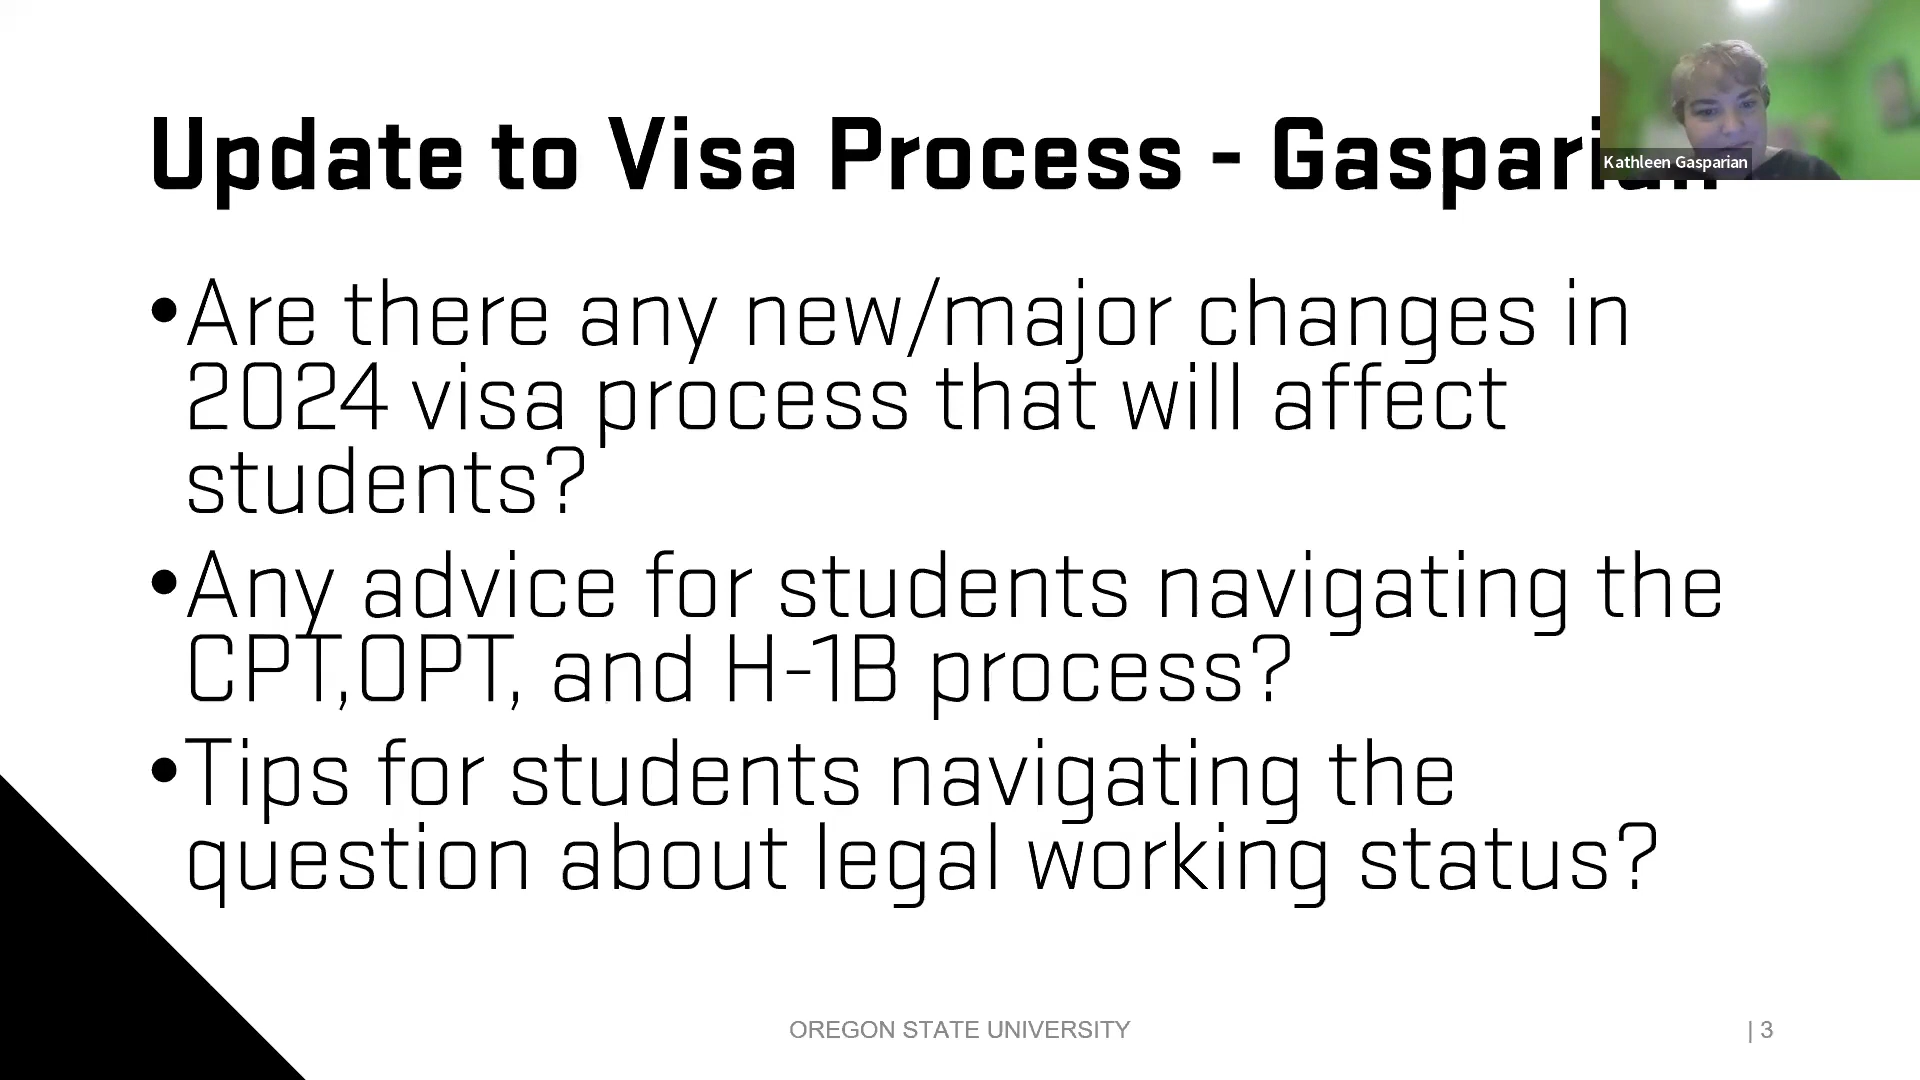 Update to Visa Process - Gasparian
Kathleen Gasparian
•Are there any new/major changes in
2024 visa process that will affect
students?
•Any advice for students navigating the
CPT,OPT, and H-1B process?
•Tips for students navigating the
question about legal working status?
OREGON STATE UNIVERSITY
| 3